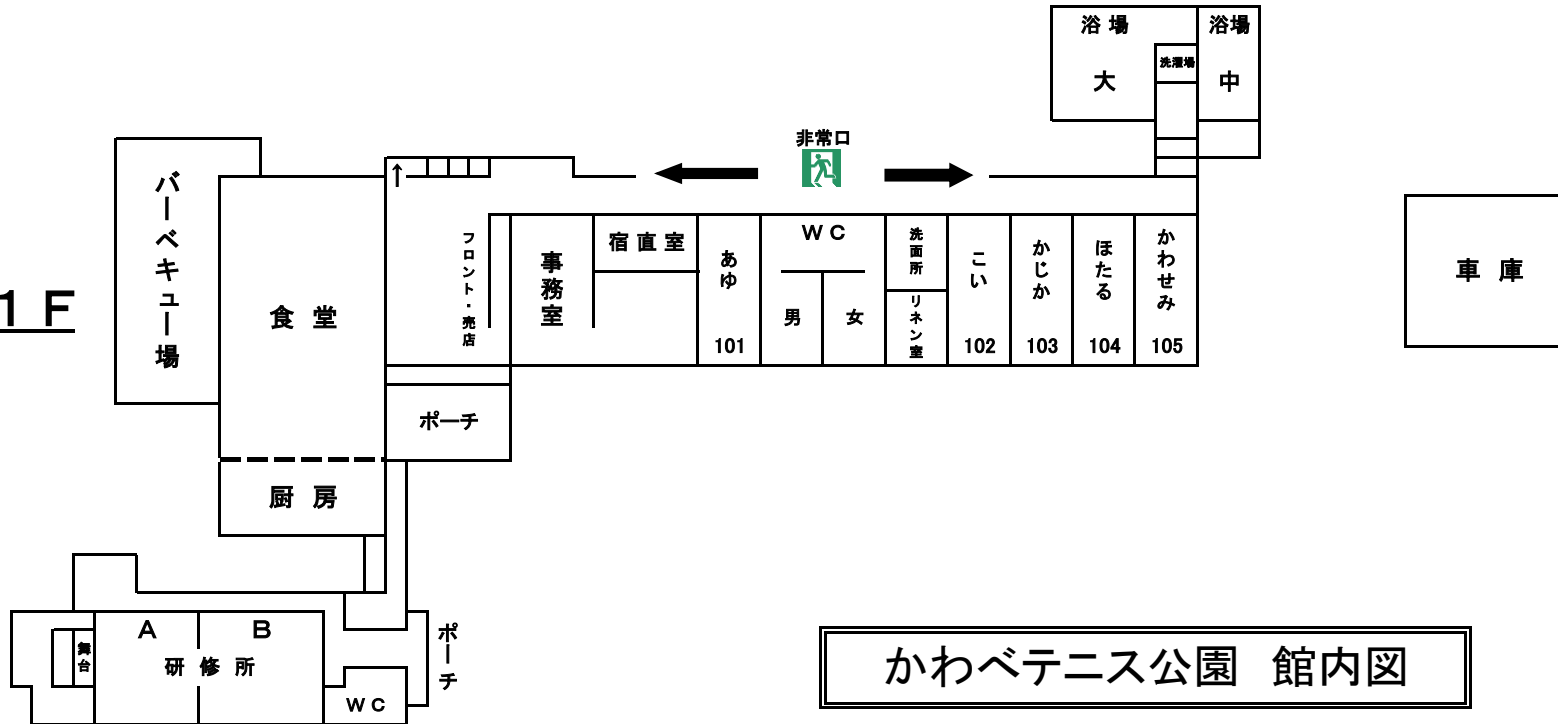 浴場
大
洗濯場
浴場
中
非常口
↑
1F
バーベキュー場
食堂
フロント・売店
事務室
宿直室
あゆ
101
WC
男
女
洗面所
リネン室
こい
102
かじか
103
ほたる
104
かわせみ
105
車庫
ポーチ
厨房
A
B
舞台
研修所
ポーチ
WC
かわべテニス公園 館内図